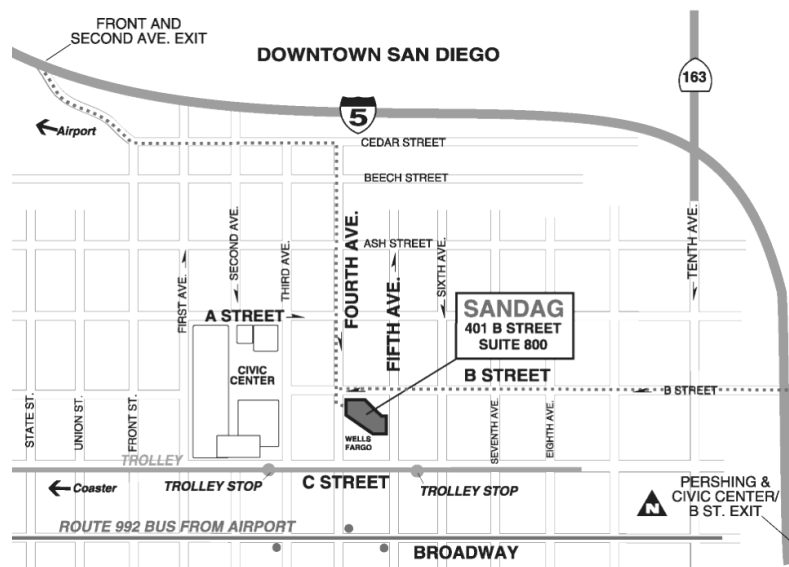 FRONT AND
SECOND AVE. EXIT
DOWNTOWN SAN DIEGO
163
5
Airport
CEDAR STREET
BEECH STREET
ASH STREET
FIRST AVE.
SECOND AVE.
THIRD AVE.
FOURTH AVE.
FIFTH AVE.
SIXTH AVE.
TENTH AVE.
A STREET
SANDAG
401 B STREET
SUITE 800
CIVIC
CENTER
B STREET
B STREET
STATE ST.
UNION ST.
FRONT ST.
WELLS
FARGO
SEVENTH AVE.
EIGHTH AVE.
TROLLEY
Coaster
TROLLEY STOP
C STREET
TROLLEY STOP
PERSHING &
CIVIC CENTER/
B ST. EXIT
N
ROUTE 992 BUS FROM AIRPORT
BROADWAY